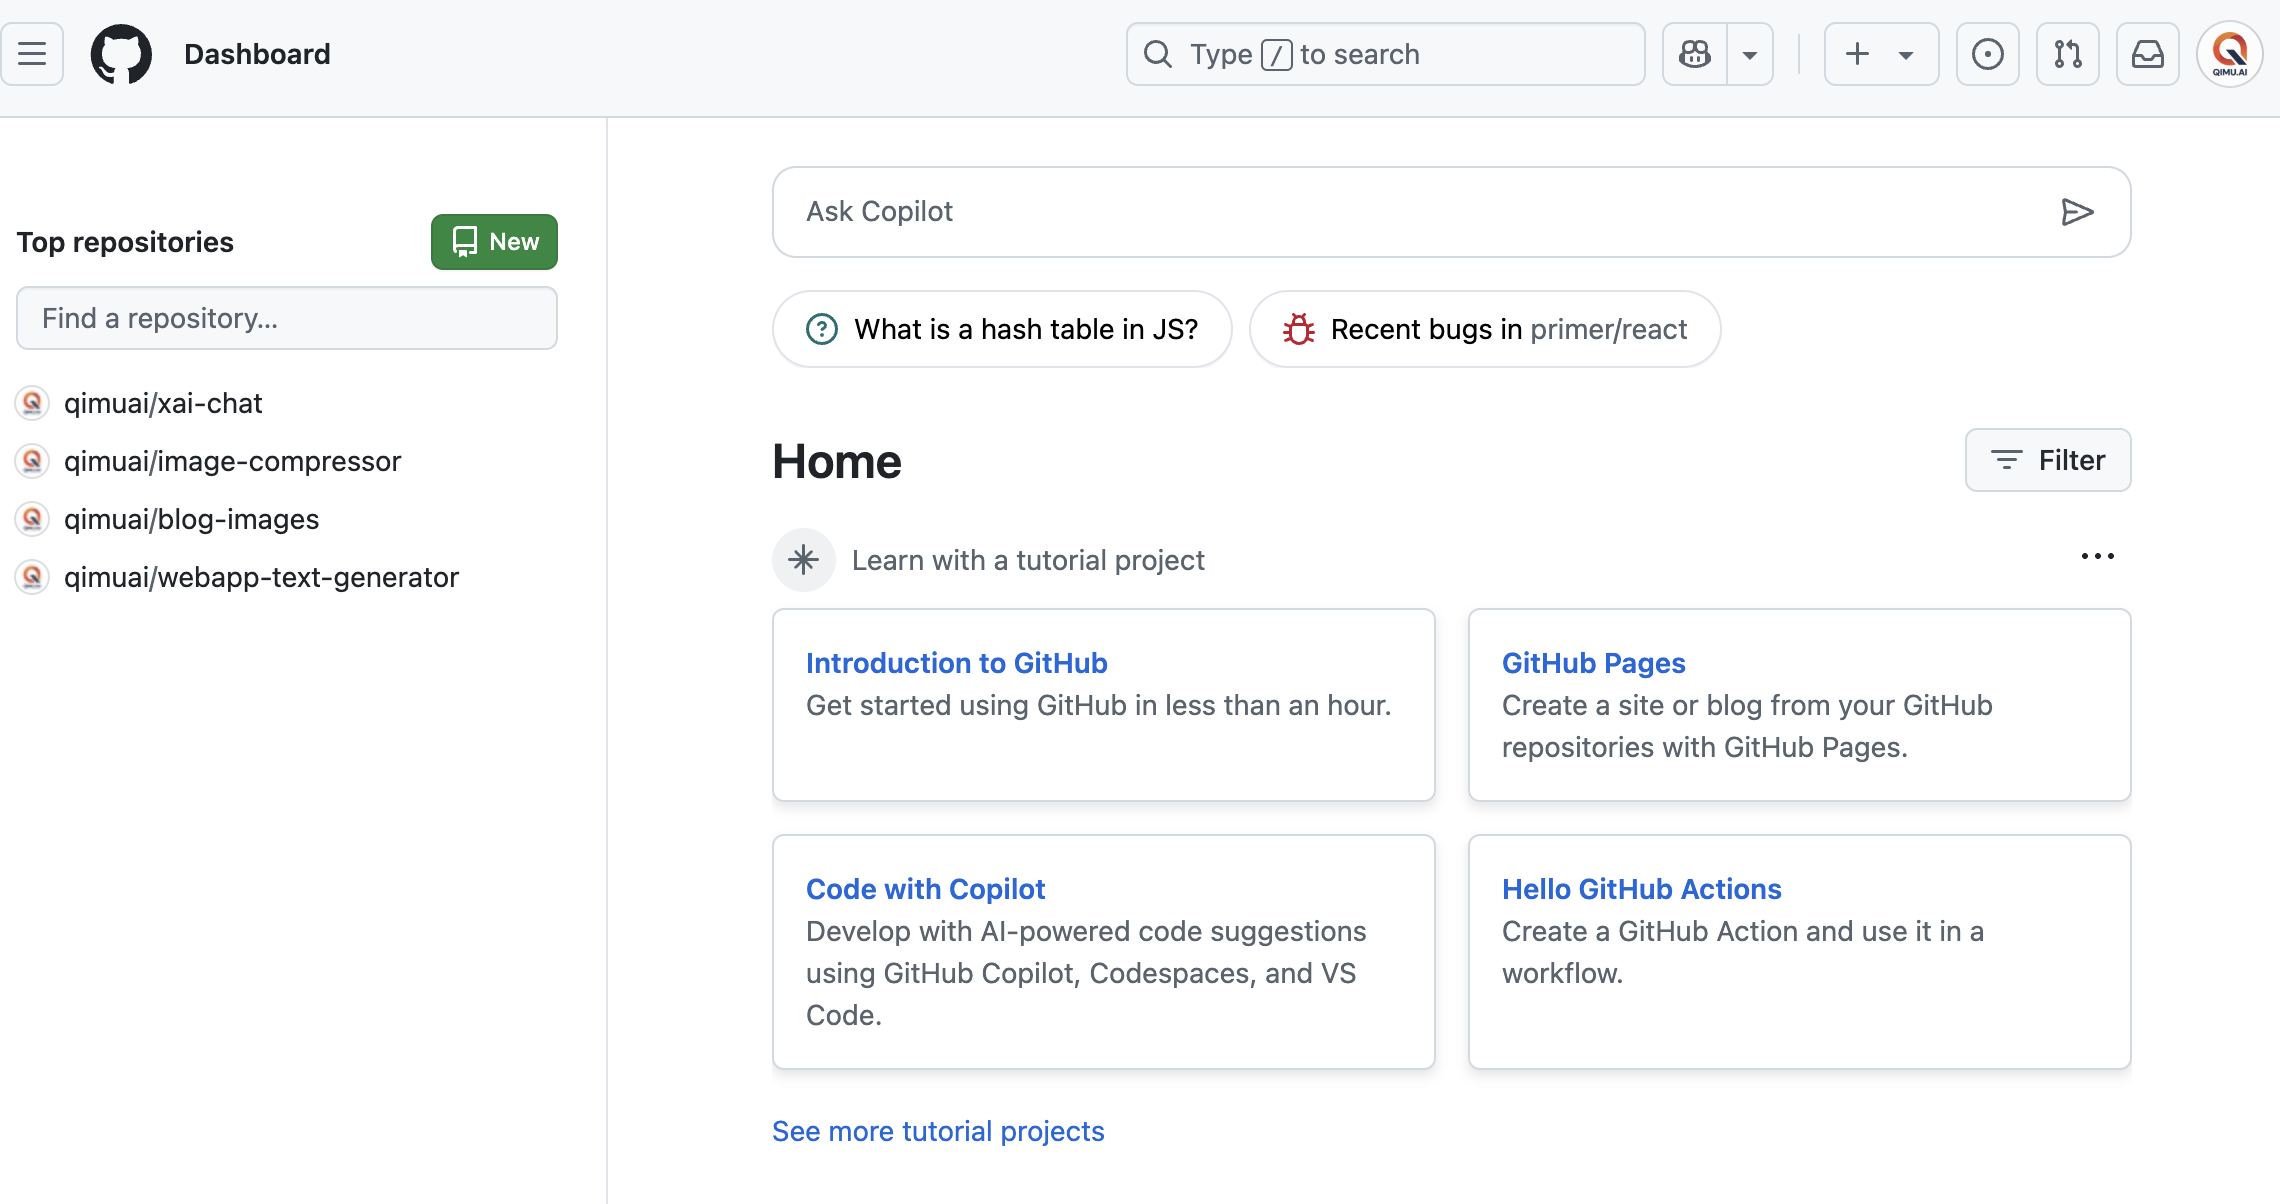 Dashboard
Type / to search
QIMU.AI
Top repositories
New
Find a repository...
qimuai/xai-chat
qimuai/image-compressor
qimuai/blog-images
qimuai/webapp-text-generator
Ask Copilot
What is a hash table in JS?
Recent bugs in primer/react
Home
Filter
Learn with a tutorial project
Introduction to GitHub
Get started using GitHub in less than an hour.
GitHub Pages
Create a site or blog from your GitHub
repositories with GitHub Pages.
Code with Copilot
Develop with AI-powered code suggestions
using GitHub Copilot, Codespaces, and VS
Code.
Hello GitHub Actions
Create a GitHub Action and use it in a
workflow.
See more tutorial projects